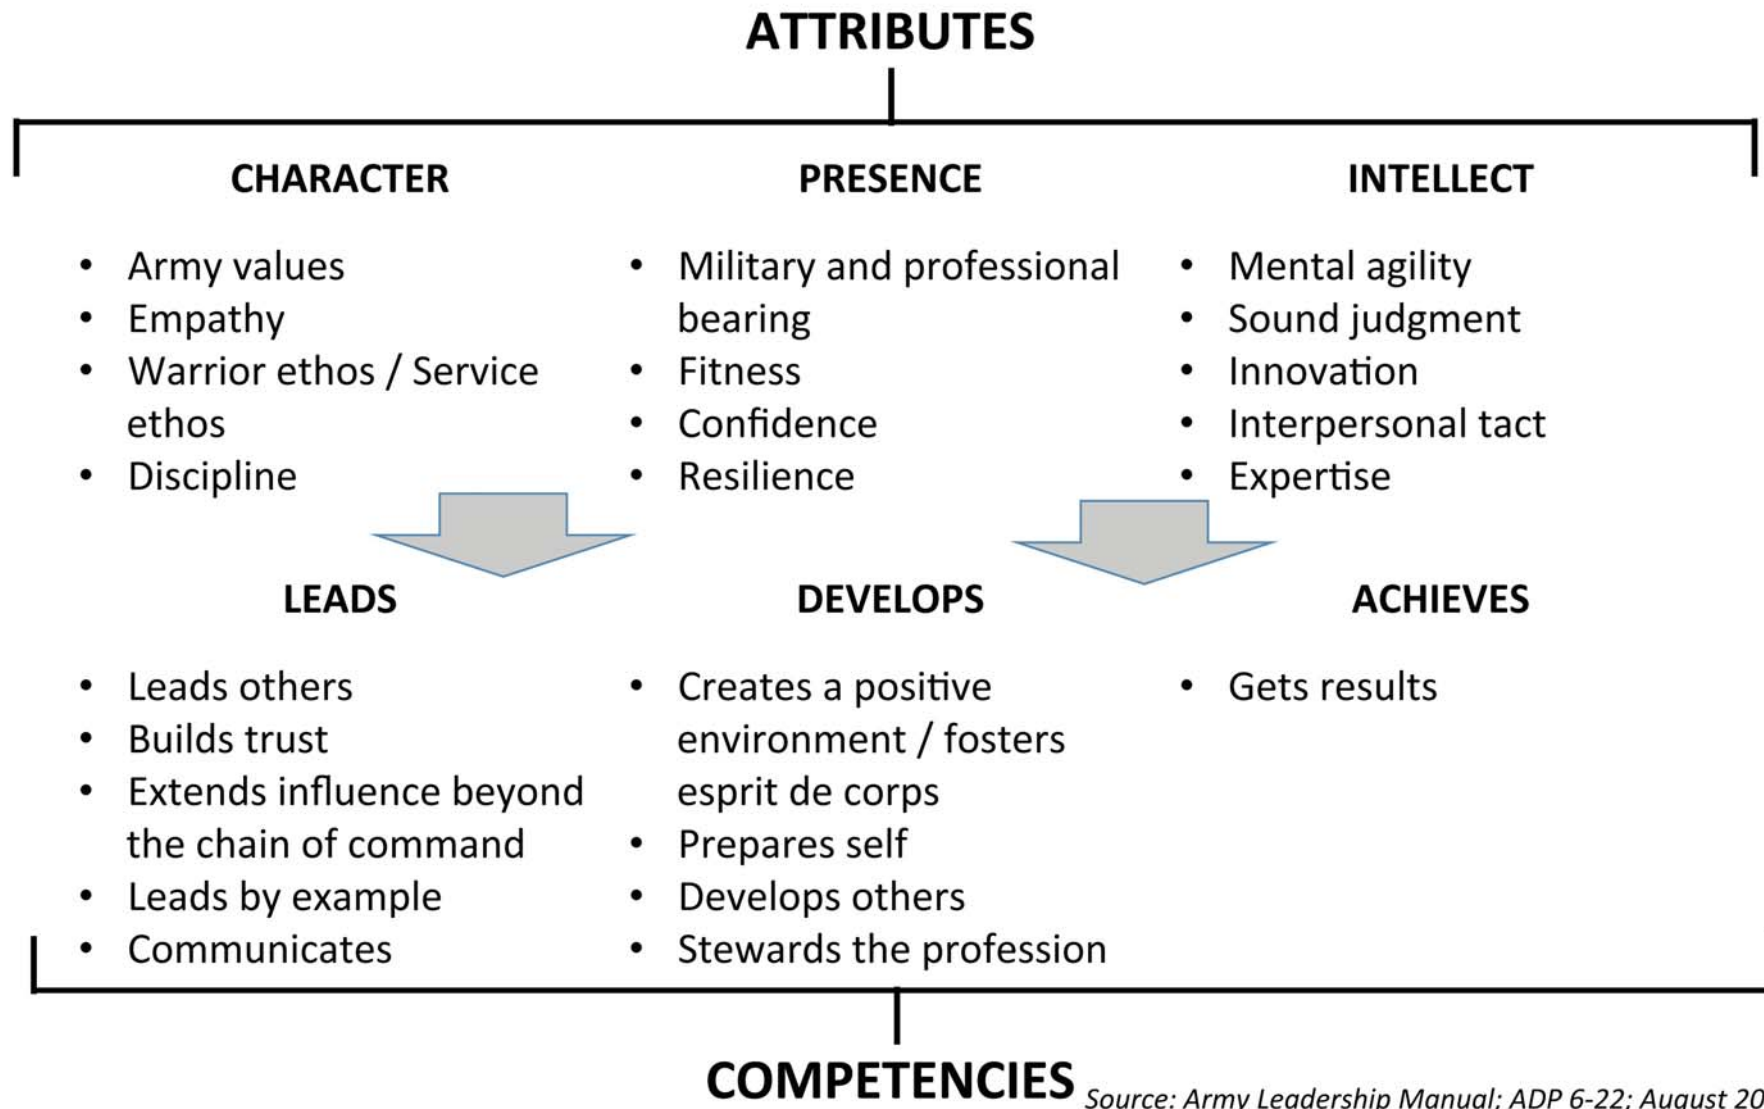 ATTRIBUTES
CHARACTER
• Army values
• Empathy
• Warrior ethos / Service
ethos
• Discipline
PRESENCE
• Military and professional
bearing
• Fitness
• Confidence
• Resilience
INTELLECT
• Mental agility
• Sound judgment
• Innovation
• Interpersonal tact
• Expertise
LEADS
• Leads others
• Builds trust
• Extends influence beyond
the chain of command
• Leads by example
• Communicates
DEVELOPS
• Creates a positive
environment / fosters
esprit de corps
• Prepares self
• Develops others
• Stewards the profession
ACHIEVES
• Gets results
COMPETENCIES
Source: Army Leadership Manual; ADP 6-22; August 20